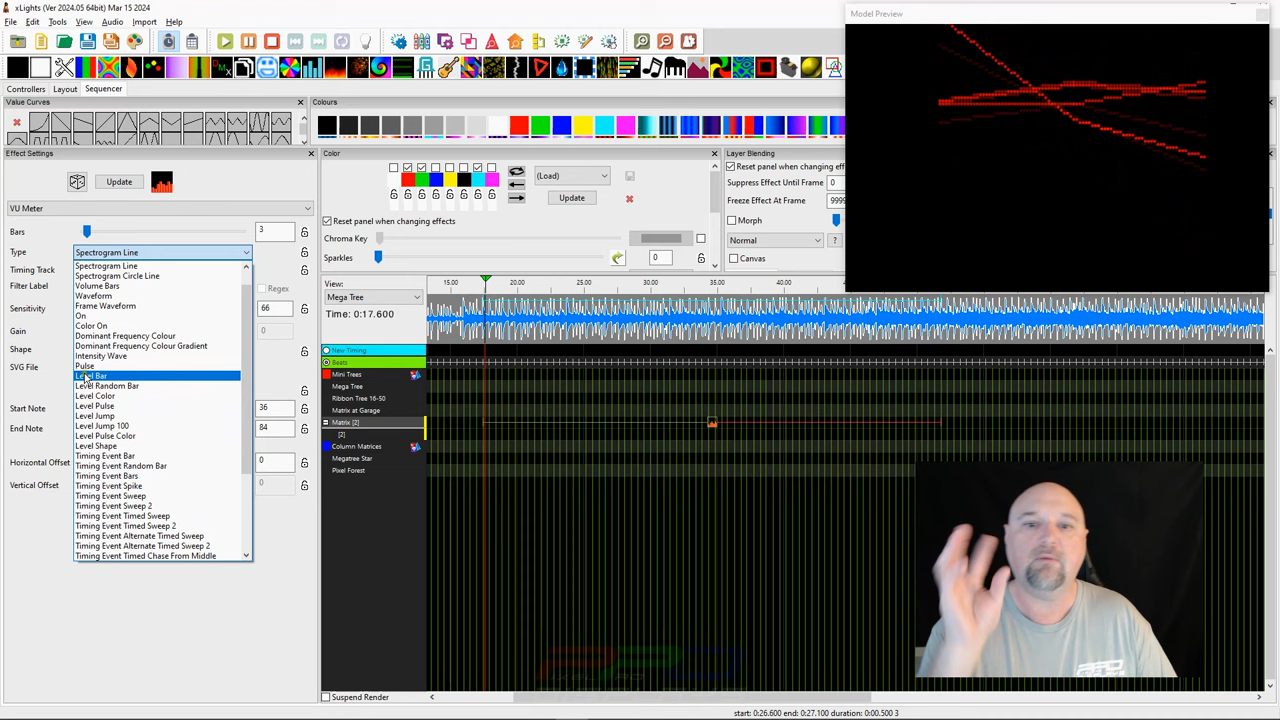 xLights (Ver 2024.05 64bit) Mar 15 2024
File Edit Tools View Audio Import Help
Model Preview
Controllers Layout Sequencer
Value Curves
Colours
Effect Settings
Color
Layer Blending
Update
(Load)
Update
Reset panel when changing eff
Suppress Effect Until Frame 0
Freeze Effect At Frame 9999
Morph
Normal ?
Canvas
VU Meter
Reset panel when changing effects
Chroma Key
Sparkles 0
Bars 3
Type Spectrogram Line
Timing Track
Filter Label Regex
Sensitivity 66
Gain 0
Shape
SVG File
Start Note 36
End Note 84
Horizontal Offset 0
Vertical Offset 0
Spectrogram Line
Spectrogram Circle Line
Volume Bars
Waveform
Frame Waveform
On
Color On
Dominant Frequency Colour
Dominant Frequency Colour Gradient
Intensity Wave
Pulse
Level Bar
Level Random Bar
Level Color
Level Pulse
Level Jump
Level Jump 100
Level Pulse Color
Level Shape
Timing Event Bar
Timing Event Random Bar
Timing Event Bars
Timing Event Spike
Timing Event Sweep
Timing Event Sweep 2
Timing Event Timed Sweep
Timing Event Timed Sweep 2
Timing Event Alternate Timed Sweep
Timing Event Alternate Timed Sweep 2
Timing Event Timed Chase From Middle
View:
Mega Tree
Time: 0:17.600
15.00 20.00 25.00 30.00 35.00 40.00
New Timing
Beats
Mini Trees
Mega Tree
Ribbon Tree 16-50
Matrix at Garage
Matrix [2]
[2]
Column Matrices
Megatree Star
Pixel Forest
Suspend Render
start: 0:26.600 end: 0:27.100 duration: 0:00.500 3